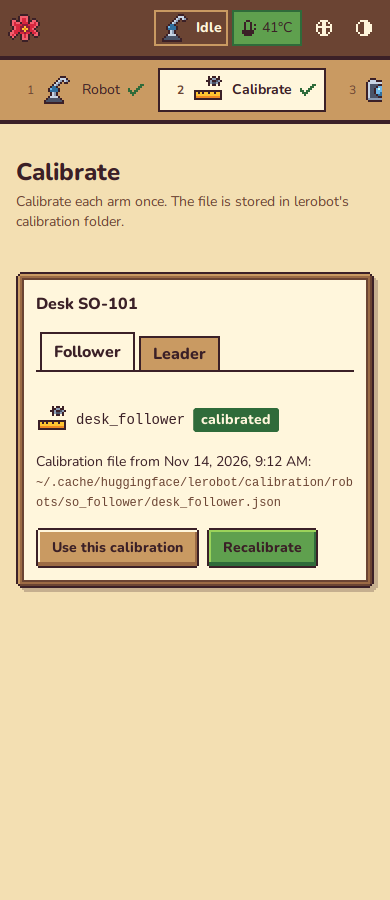 Idle
41°C
1
Robot
2
Calibrate
3
Calibrate
Calibrate each arm once. The file is stored in lerobot's
calibration folder.
Desk SO-101
Follower
Leader
desk_follower
calibrated
Calibration file from Nov 14, 2026, 9:12 AM:
~/.cache/huggingface/lerobot/calibration/rob
ots/so_follower/desk_follower.json
Use this calibration
Recalibrate